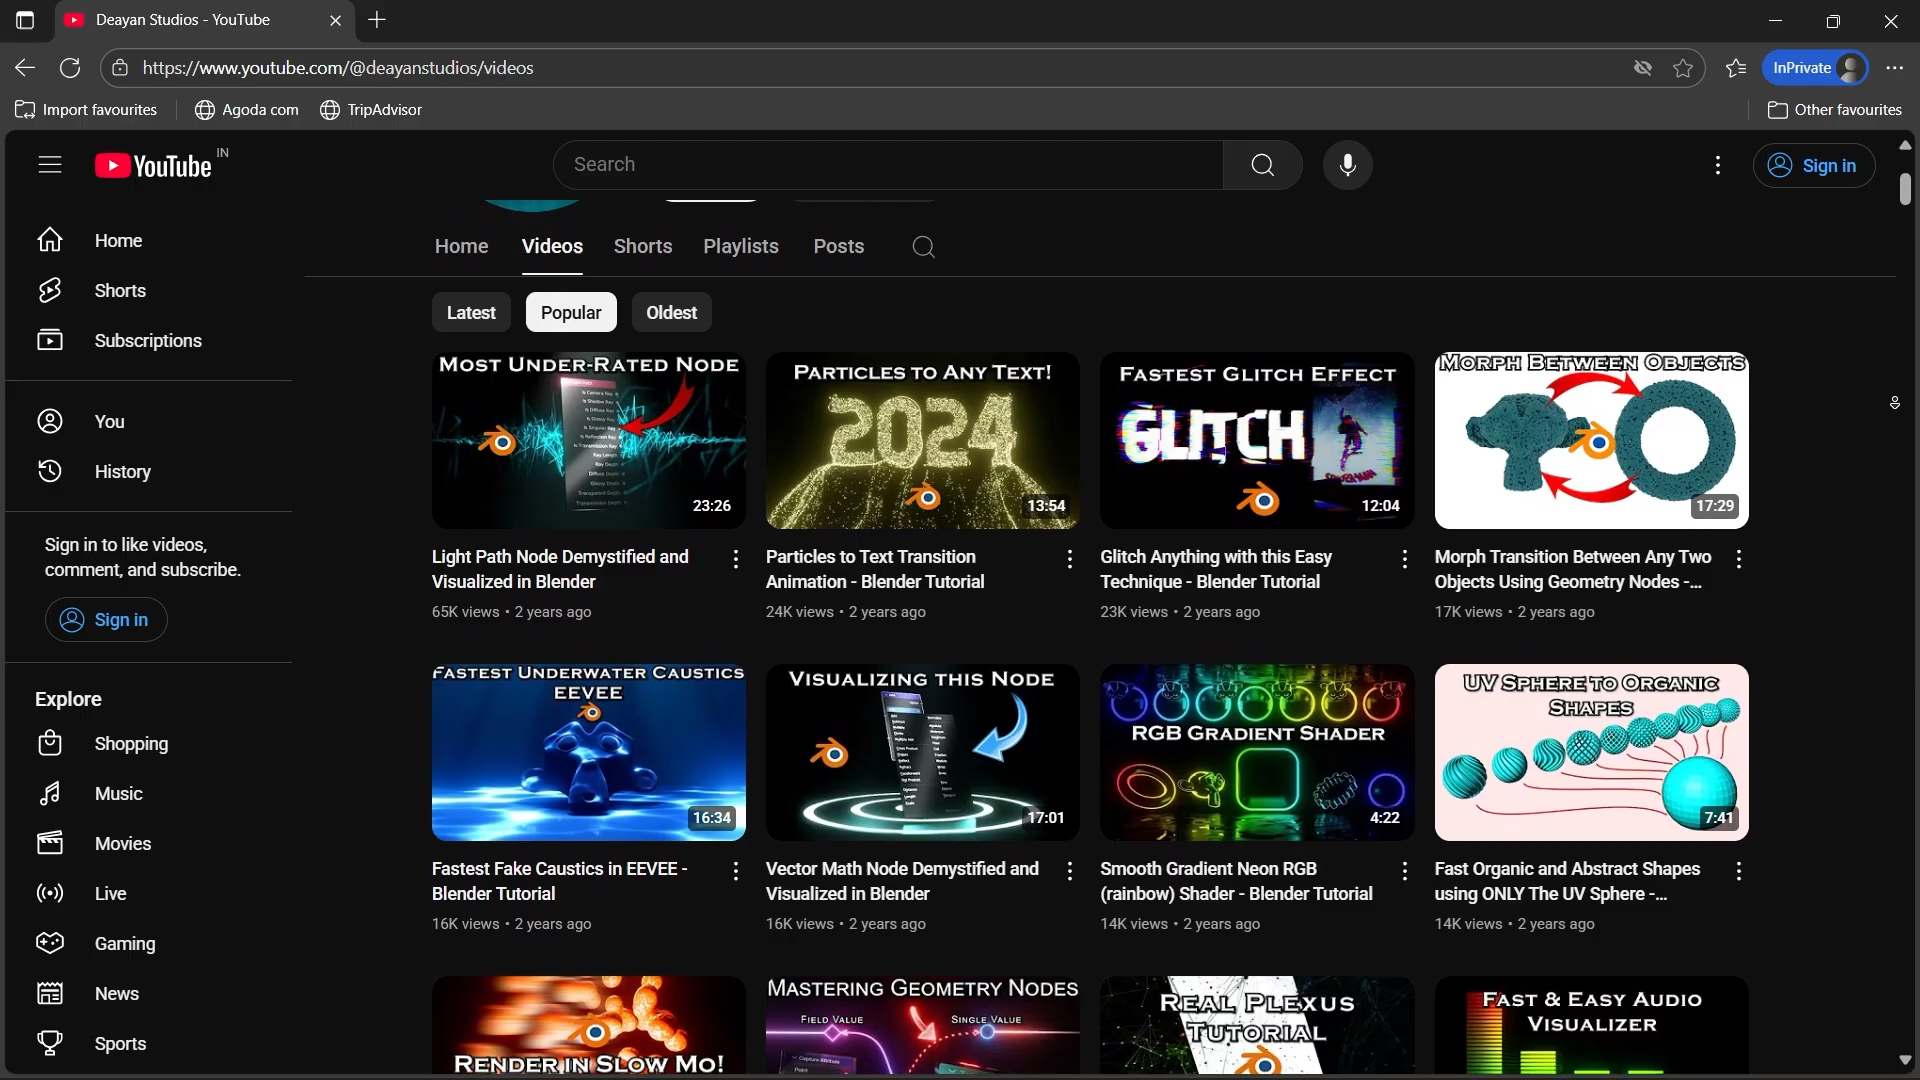 Deayan Studios - YouTube
https://www.youtube.com/@deayanstudios/videos
InPrivate
Import favourites
Agoda com
TripAdvisor
Other favourites
YouTube IN
Search
Sign in
Home
Shorts
Subscriptions
You
History
Sign in to like videos,
comment, and subscribe.
Sign in
Explore
Shopping
Music
Movies
Live
Gaming
News
Sports
Home Videos Shorts Playlists Posts
Latest Popular Oldest
MOST UNDER-RATED NODE
23:26
Light Path Node Demystified and
Visualized in Blender
65K views • 2 years ago
PARTICLES TO ANY TEXT!
2024
13:54
Particles to Text Transition
Animation - Blender Tutorial
24K views • 2 years ago
FASTEST GLITCH EFFECT
GLITCH
12:04
Glitch Anything with this Easy
Technique - Blender Tutorial
23K views • 2 years ago
MORPH BETWEEN OBJECTS
17:29
Morph Transition Between Any Two
Objects Using Geometry Nodes -...
17K views • 2 years ago
FASTEST UNDERWATER CAUSTICS
EEVEE
16:34
Fastest Fake Caustics in EEVEE -
Blender Tutorial
16K views • 2 years ago
VISUALIZING THIS NODE
17:01
Vector Math Node Demystified and
Visualized in Blender
16K views • 2 years ago
RGB GRADIENT SHADER
4:22
Smooth Gradient Neon RGB
(rainbow) Shader - Blender Tutorial
14K views • 2 years ago
UV SPHERE TO ORGANIC
SHAPES
7:41
Fast Organic and Abstract Shapes
using ONLY The UV Sphere -...
14K views • 2 years ago
RENDER IN SLOW MO!
MASTERING GEOMETRY NODES
FIELD VALUE
SINGLE VALUE
Capture Attribute
REAL PLEXUS
TUTORIAL
FAST & EASY AUDIO
VISUALIZER